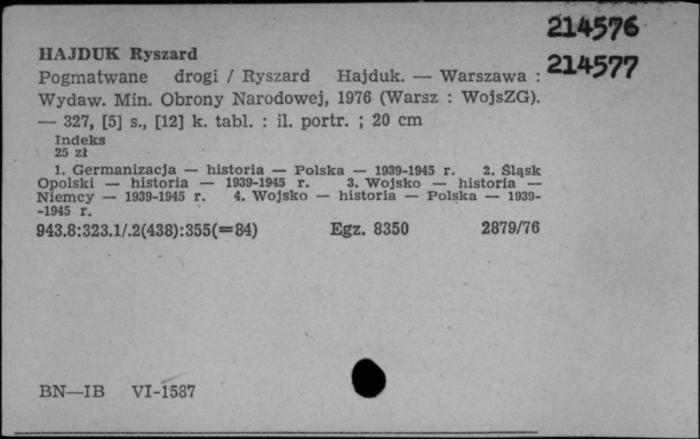 214576
HAJDUK Ryszard
Pogmatwane drogi / Ryszard Hajduk. — Warszawa :
214577
Wydaw. Min. Obrony Narodowej, 1976 (Warsz : WojsZG).
— 327, [5] s., [12] k. tabl. : il. portr. ; 20 cm
Indeks
25 zł
1. Germanizacja — historia — Polska — 1939-1945 r. 2. Śląsk
Opolski — historia — 1939-1945 r. 3. Wojsko — historia —
Niemcy — 1939-1945 r. 4. Wojsko — historia — Polska — 1939-
-1945 r.
943.8:323.1/.2(438):355(=84) Egz. 8350 2879/76
BN—IB VI-1587